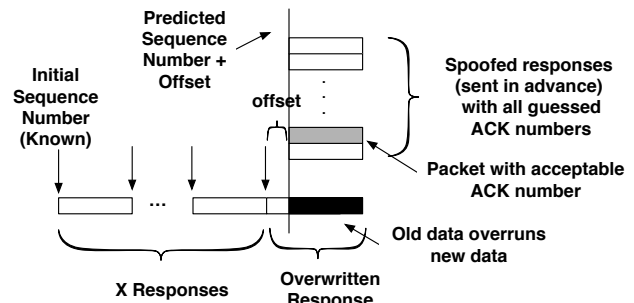 Predicted
Sequence
Number +
Offset
Initial
Sequence
Number
(Known)
offset
Spoofed responses
(sent in advance)
with all guessed
ACK numbers
Packet with acceptable
ACK number
...
Old data overruns
new data
X Responses
Overwritten
Response